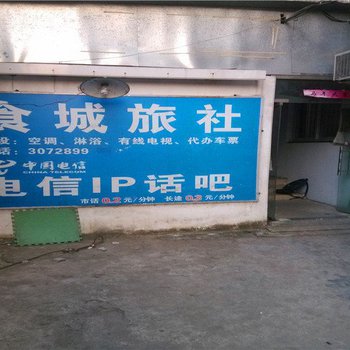 食城旅社
设：空调、淋浴、有线电视、代办车票
话：3072899
中国电信
CHINA TELECOM
电信IP话吧
市话0.2元/分钟 长途0.2元/分钟